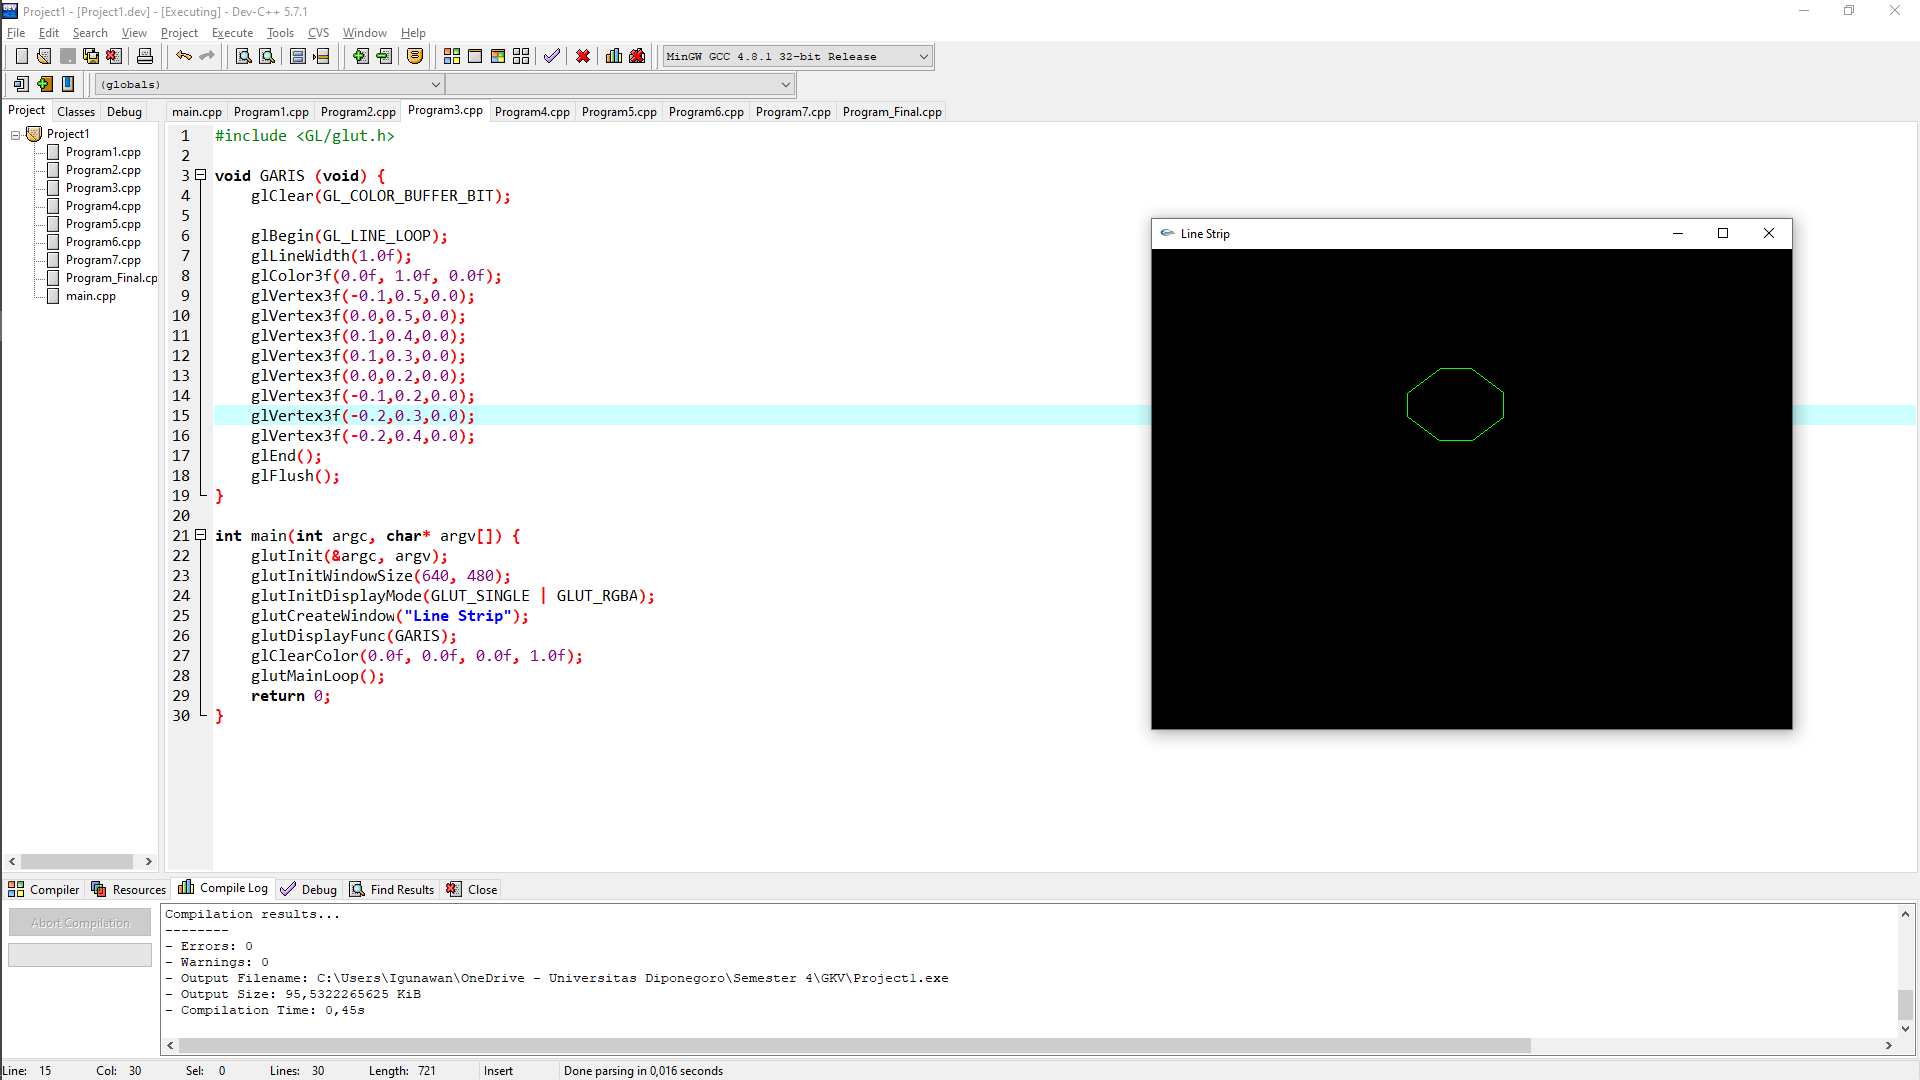 Project1 - [Project1.dev] - [Executing] - Dev-C++ 5.7.1
File Edit Search View Project Execute Tools CVS Window Help
MinGW GCC 4.8.1 32-bit Release
(globals)
Project Classes Debug
main.cpp Program1.cpp Program2.cpp Program3.cpp Program4.cpp Program5.cpp Program6.cpp Program7.cpp Program_Final.cpp
Project1
Program1.cpp
Program2.cpp
Program3.cpp
Program4.cpp
Program5.cpp
Program6.cpp
Program7.cpp
Program_Final.cp
main.cpp
1 #include <GL/glut.h>
2
3 void GARIS (void) {
4 glClear(GL_COLOR_BUFFER_BIT);
5
6 glBegin(GL_LINE_LOOP);
7 glLineWidth(1.0f);
8 glColor3f(0.0f, 1.0f, 0.0f);
9 glVertex3f(-0.1,0.5,0.0);
10 glVertex3f(0.0,0.5,0.0);
11 glVertex3f(0.1,0.4,0.0);
12 glVertex3f(0.1,0.3,0.0);
13 glVertex3f(0.0,0.2,0.0);
14 glVertex3f(-0.1,0.2,0.0);
15 glVertex3f(-0.2,0.3,0.0);
16 glVertex3f(-0.2,0.4,0.0);
17 glEnd();
18 glFlush();
19 }
20
21 int main(int argc, char* argv[]) {
22 glutInit(&argc, argv);
23 glutInitWindowSize(640, 480);
24 glutInitDisplayMode(GLUT_SINGLE | GLUT_RGBA);
25 glutCreateWindow("Line Strip");
26 glutDisplayFunc(GARIS);
27 glClearColor(0.0f, 0.0f, 0.0f, 1.0f);
28 glutMainLoop();
29 return 0;
30 }
Line Strip
Compiler Resources Compile Log Debug Find Results Close
Abort Compilation
Compilation results...
--------
- Errors: 0
- Warnings: 0
- Output Filename: C:\Users\Igunawan\OneDrive - Universitas Diponegoro\Semester 4\GKV\Project1.exe
- Output Size: 95,5322265625 KiB
- Compilation Time: 0,45s
Line: 15 Col: 30 Sel: 0 Lines: 30 Length: 721 Insert Done parsing in 0,016 seconds